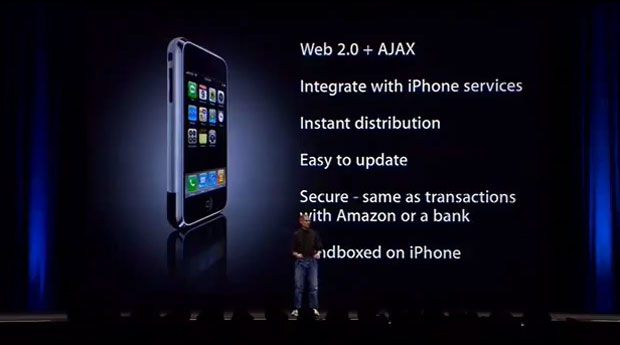 Web 2.0 + AJAX
Integrate with iPhone services
Instant distribution
Easy to update
Secure - same as transactions
with Amazon or a bank
ndboxed on iPhone